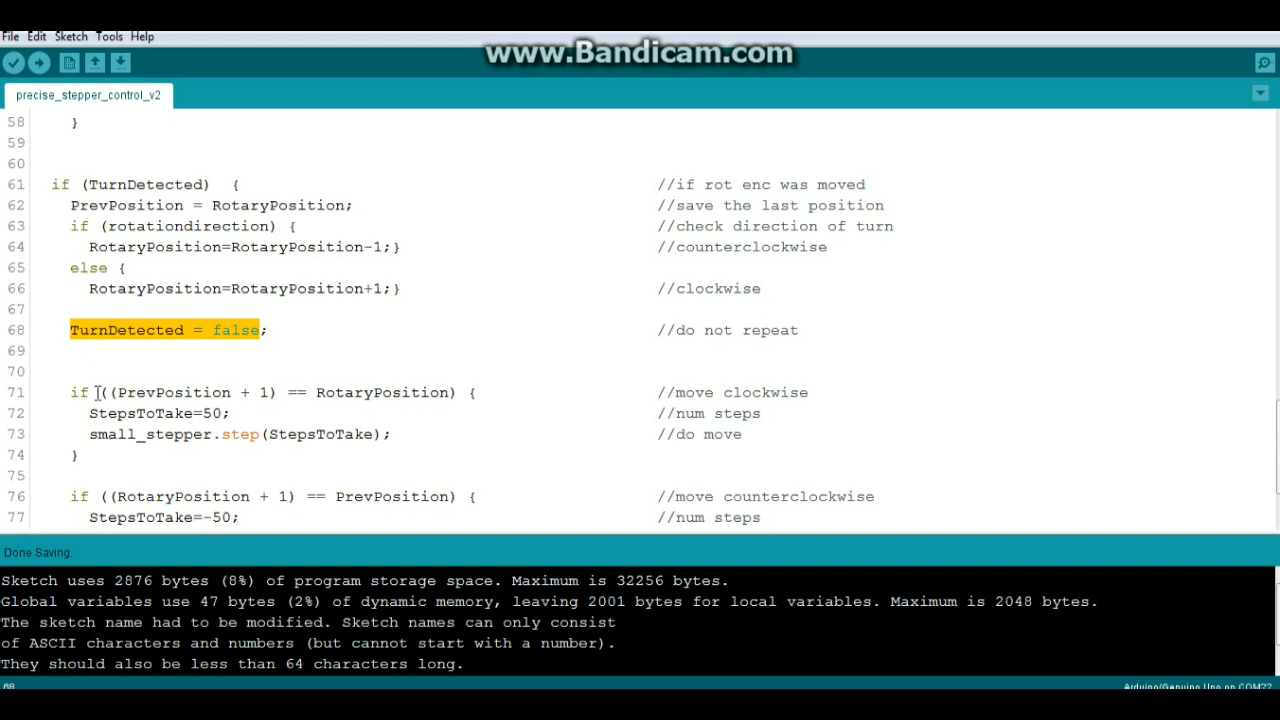 www.Bandicam.com
File Edit Sketch Tools Help
precise_stepper_control_v2
58 }
59
60
61 if (TurnDetected) { //if rot enc was moved
62 PrevPosition = RotaryPosition; //save the last position
63 if (rotationdirection) { //check direction of turn
64 RotaryPosition=RotaryPosition-1;} //counterclockwise
65 else {
66 RotaryPosition=RotaryPosition+1;} //clockwise
67
68 TurnDetected = false; //do not repeat
69
70
71 if ((PrevPosition + 1) == RotaryPosition) { //move clockwise
72 StepsToTake=50; //num steps
73 small_stepper.step(StepsToTake); //do move
74 }
75
76 if ((RotaryPosition + 1) == PrevPosition) { //move counterclockwise
77 StepsToTake=-50; //num steps
Done Saving.
Sketch uses 2876 bytes (8%) of program storage space. Maximum is 32256 bytes.
Global variables use 47 bytes (2%) of dynamic memory, leaving 2001 bytes for local variables. Maximum is 2048 bytes.
The sketch name had to be modified. Sketch names can only consist
of ASCII characters and numbers (but cannot start with a number).
They should also be less than 64 characters long.
68 Arduino/Genuino Uno on COM22